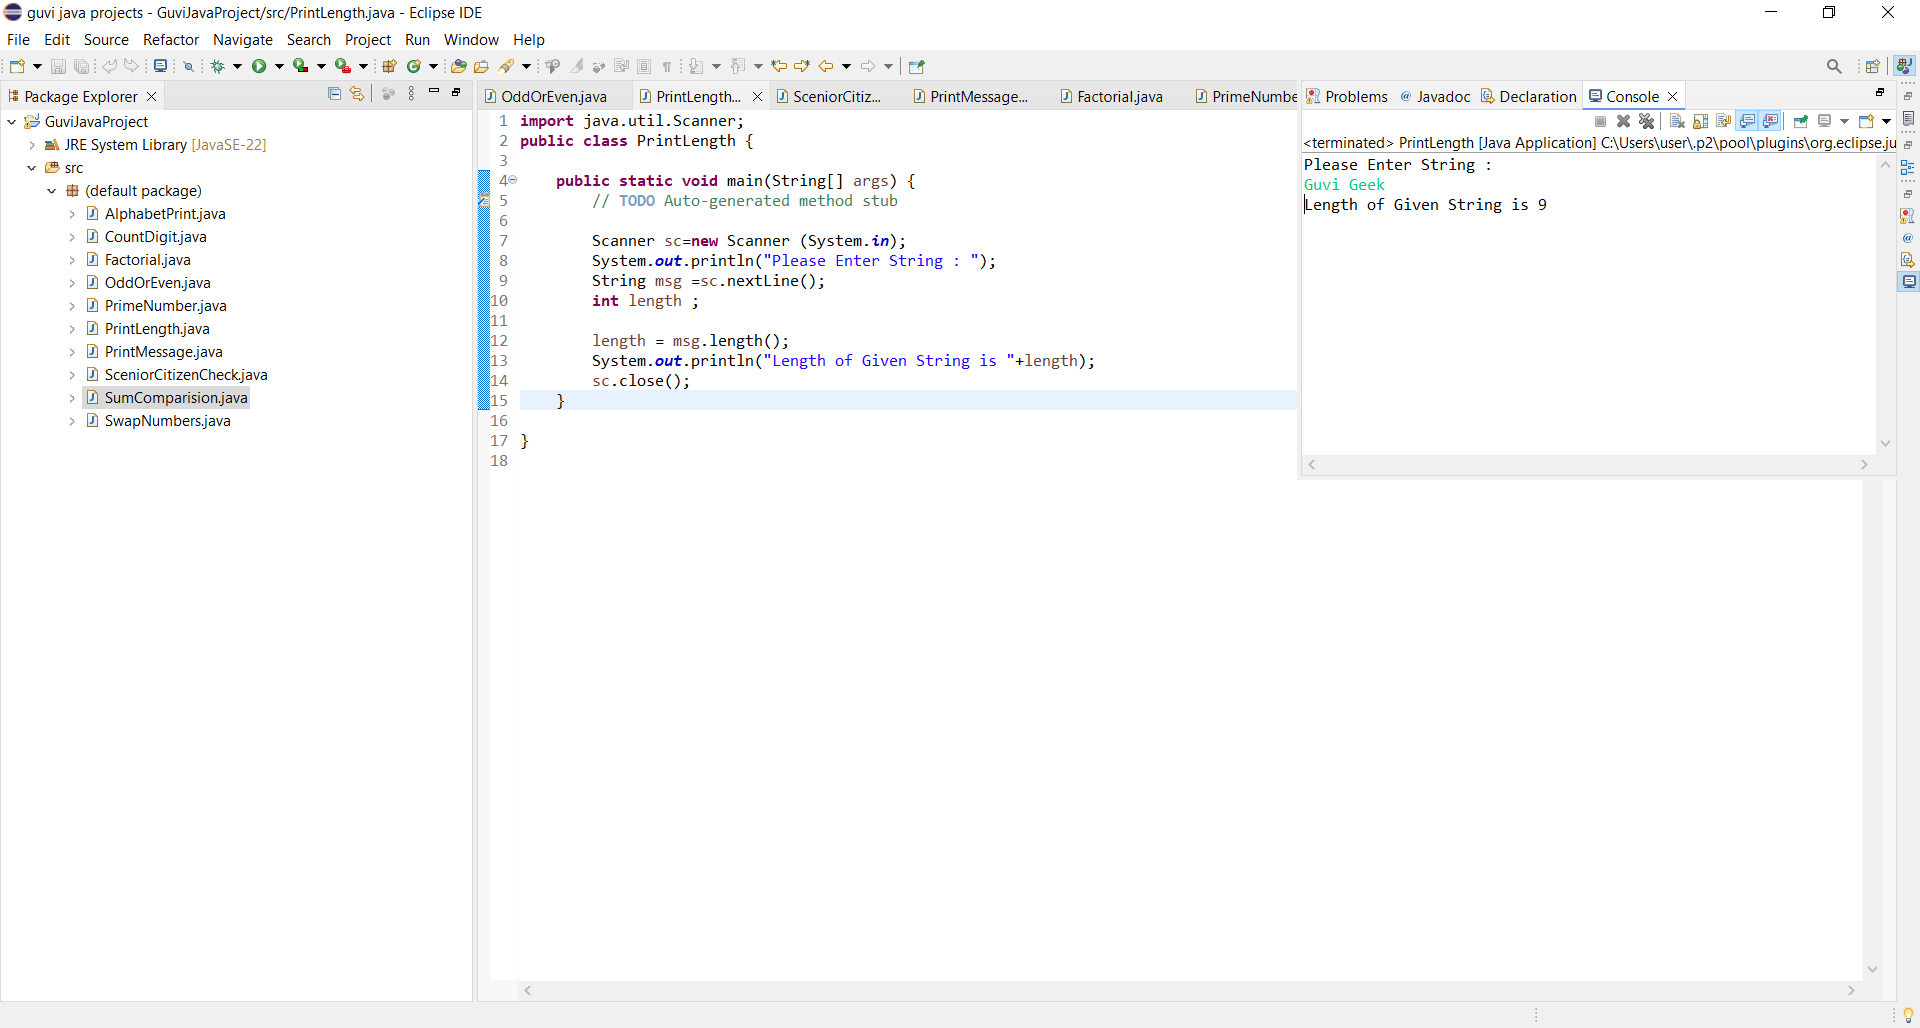 guvi java projects - GuviJavaProject/src/PrintLength.java - Eclipse IDE
File Edit Source Refactor Navigate Search Project Run Window Help
Package Explorer
GuviJavaProject
JRE System Library [JavaSE-22]
src
(default package)
AlphabetPrint.java
CountDigit.java
Factorial.java
OddOrEven.java
PrimeNumber.java
PrintLength.java
PrintMessage.java
SceniorCitizenCheck.java
SumComparision.java
SwapNumbers.java
OddOrEven.java PrintLength... SceniorCitiz... PrintMessage... Factorial.java PrimeNumbe
1 import java.util.Scanner;
2 public class PrintLength {
3
4 public static void main(String[] args) {
5 // TODO Auto-generated method stub
6
7 Scanner sc=new Scanner (System.in);
8 System.out.println("Please Enter String : ");
9 String msg =sc.nextLine();
10 int length ;
11
12 length = msg.length();
13 System.out.println("Length of Given String is "+length);
14 sc.close();
15 }
16
17 }
18
Problems Javadoc Declaration Console
<terminated> PrintLength [Java Application] C:\Users\user\.p2\pool\plugins\org.eclipse.ju
Please Enter String :
Guvi Geek
Length of Given String is 9